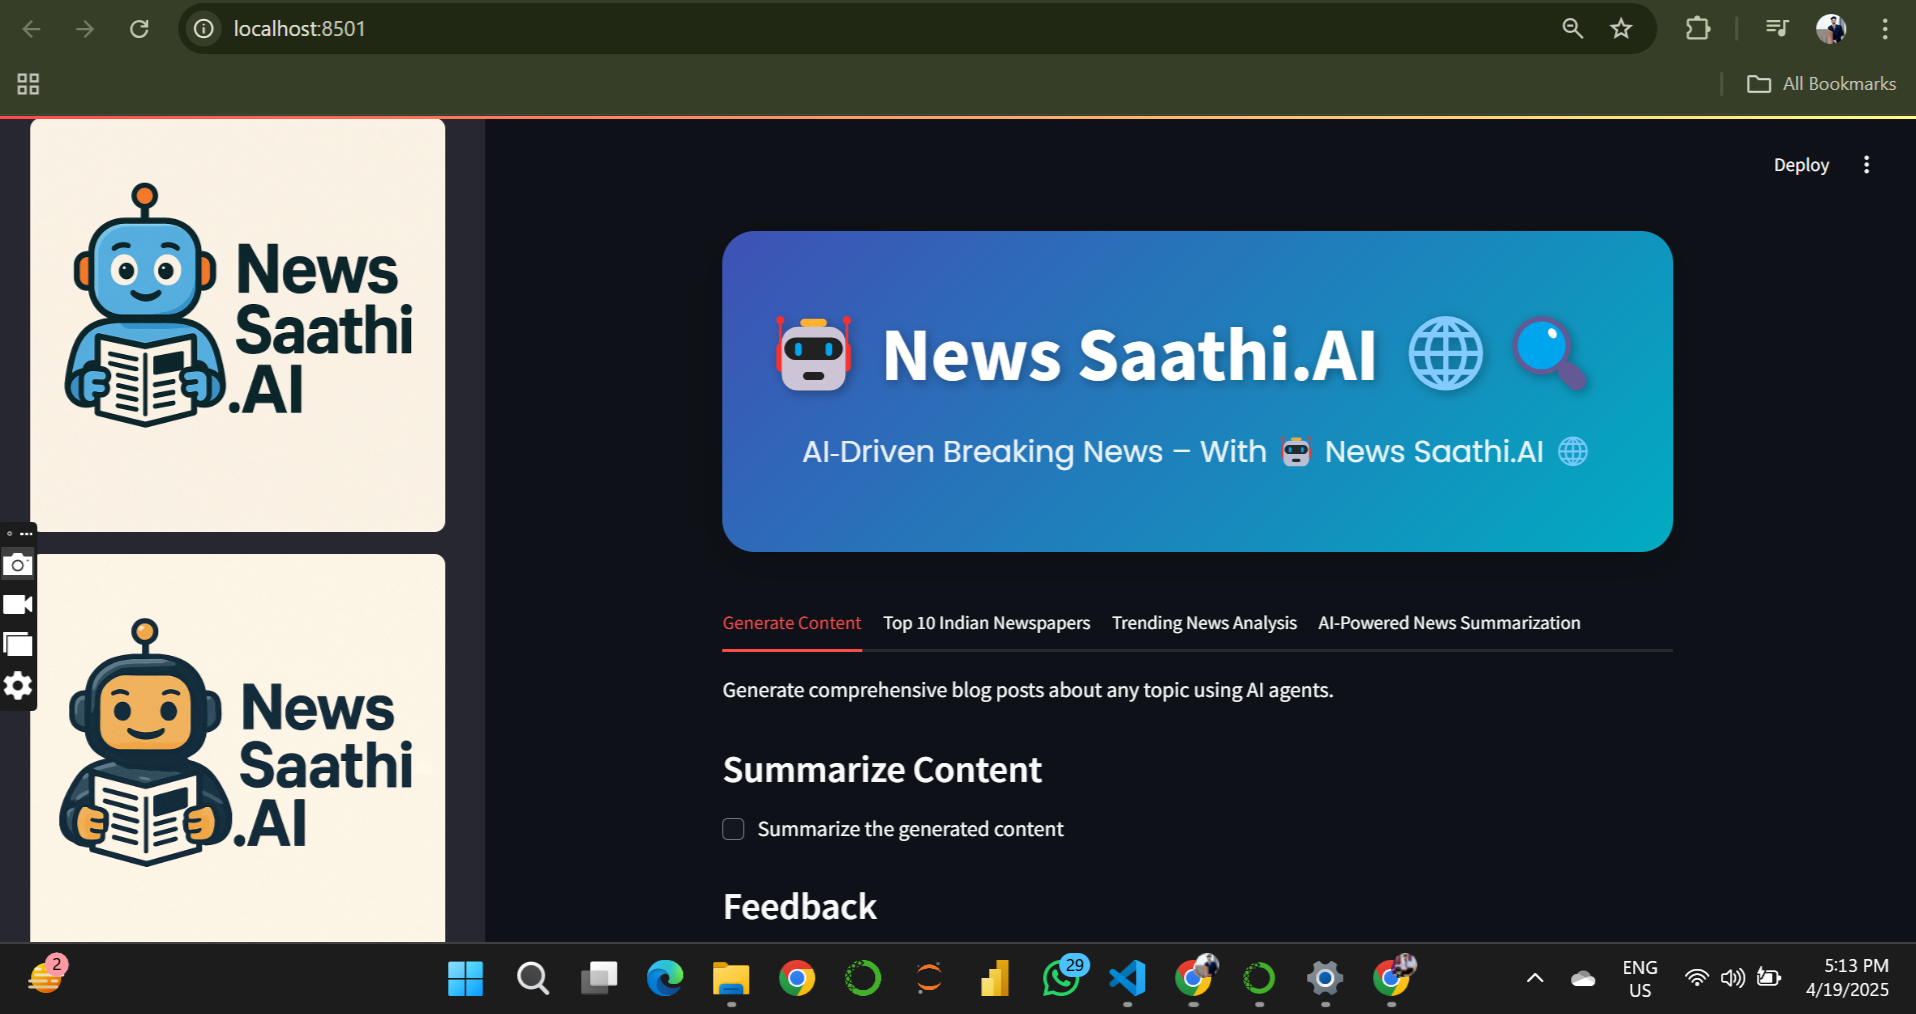 localhost:8501
All Bookmarks
News
Saathi
.AI
News
Saathi
.AI
Deploy
News Saathi.AI
AI-Driven Breaking News – With News Saathi.AI
Generate Content Top 10 Indian Newspapers Trending News Analysis AI-Powered News Summarization
Generate comprehensive blog posts about any topic using AI agents.
Summarize Content
Summarize the generated content
Feedback
2
29
ENG
US
5:13 PM
4/19/2025